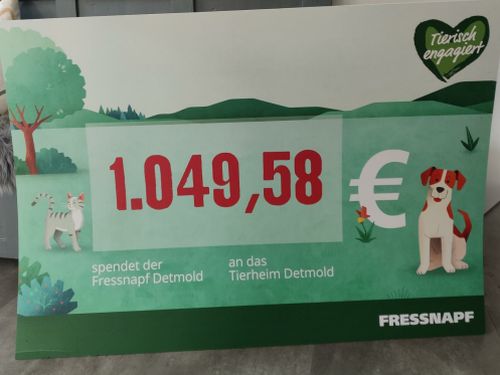 Tierisch
engagiert
1.049,58 €
spendet der
Fressnapf Detmold
an das
Tierheim Detmold
FRESSNAPF